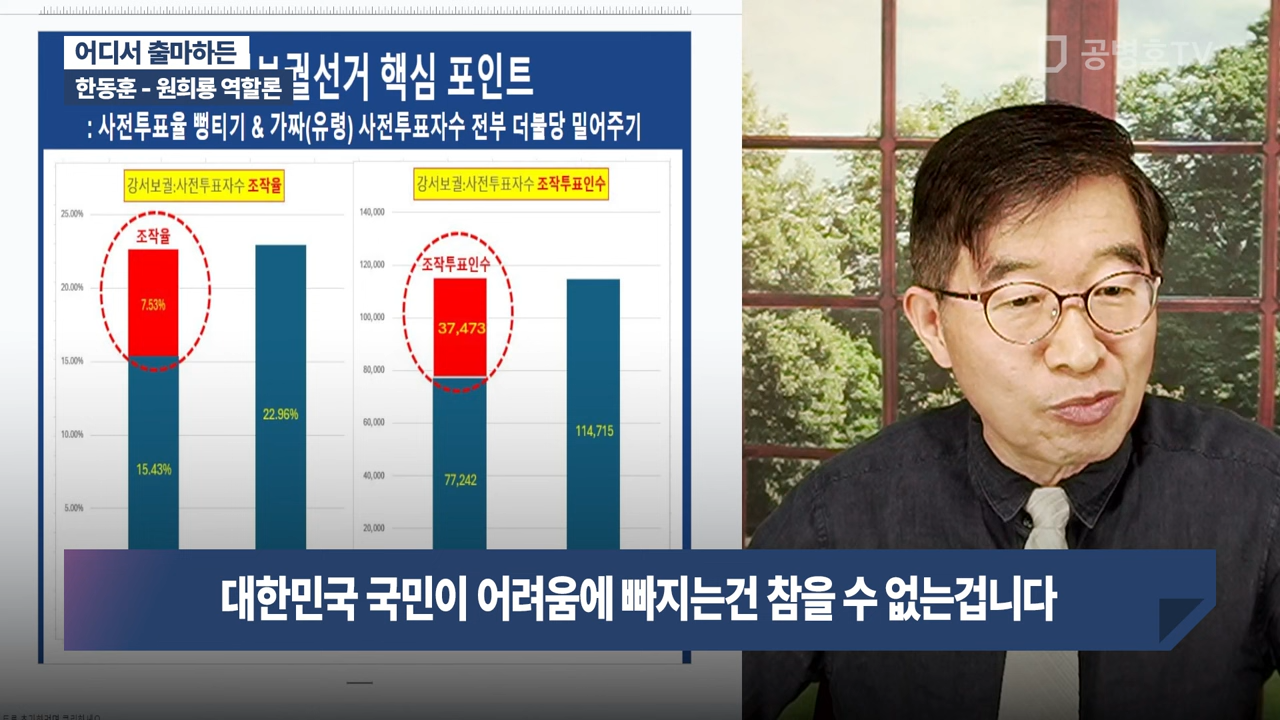 어디서 출마하든
한동훈 - 원희룡 역할론
보궐선거 핵심 포인트
: 사전투표율 뻥티기 & 가짜(유령) 사전투표자수 전부 더불당 밀어주기
공병호TV
강서보궐:사전투표자수 조작율
강서보궐:사전투표자수 조작투표인수
25.00%
조작율
20.00%
7.53%
15.00%
22.96%
10.00%
15.43%
5.00%
140,000
120,000
조작투표인수
100,000
37,473
80,000
60,000
114,715
40,000
77,242
20,000
대한민국 국민이 어려움에 빠지는건 참을 수 없는겁니다